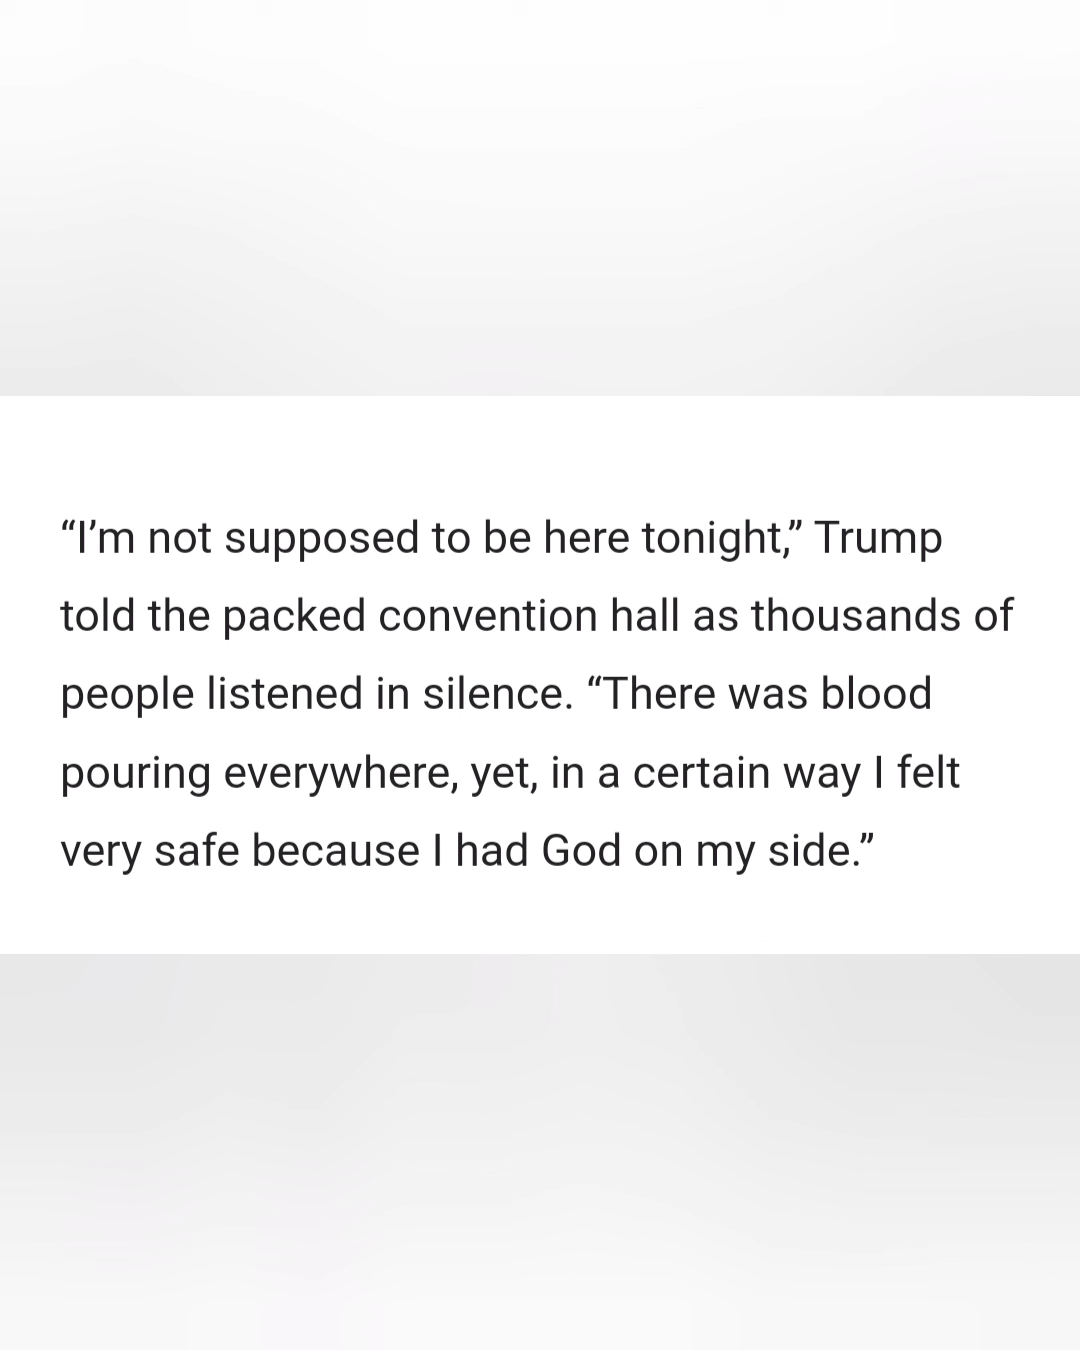 “I’m not supposed to be here tonight,” Trump
told the packed convention hall as thousands of
people listened in silence. “There was blood
pouring everywhere, yet, in a certain way I felt
very safe because I had God on my side.”